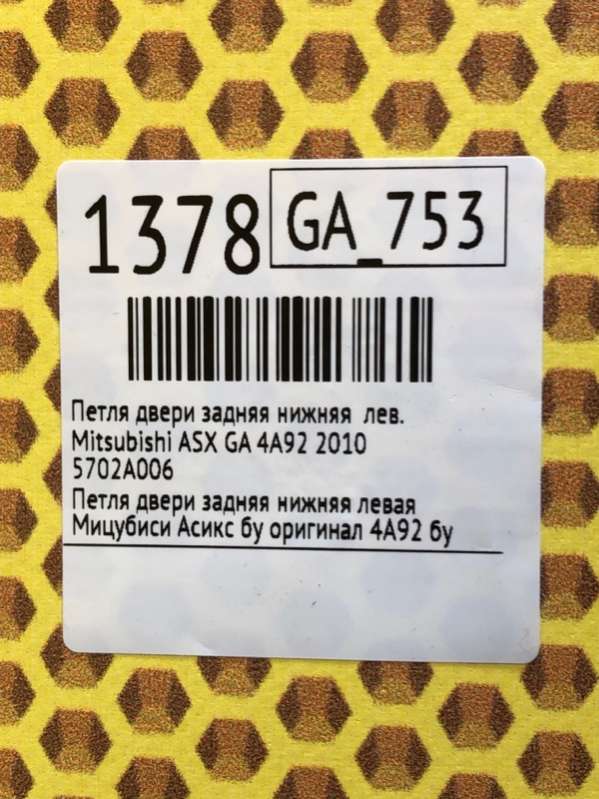 1378 GA_753
Петля двери задняя нижняя лев.
Mitsubishi ASX GA 4A92 2010
5702A006
Петля двери задняя нижняя левая
Мицубиси Асикс бу оригинал 4А92 бу